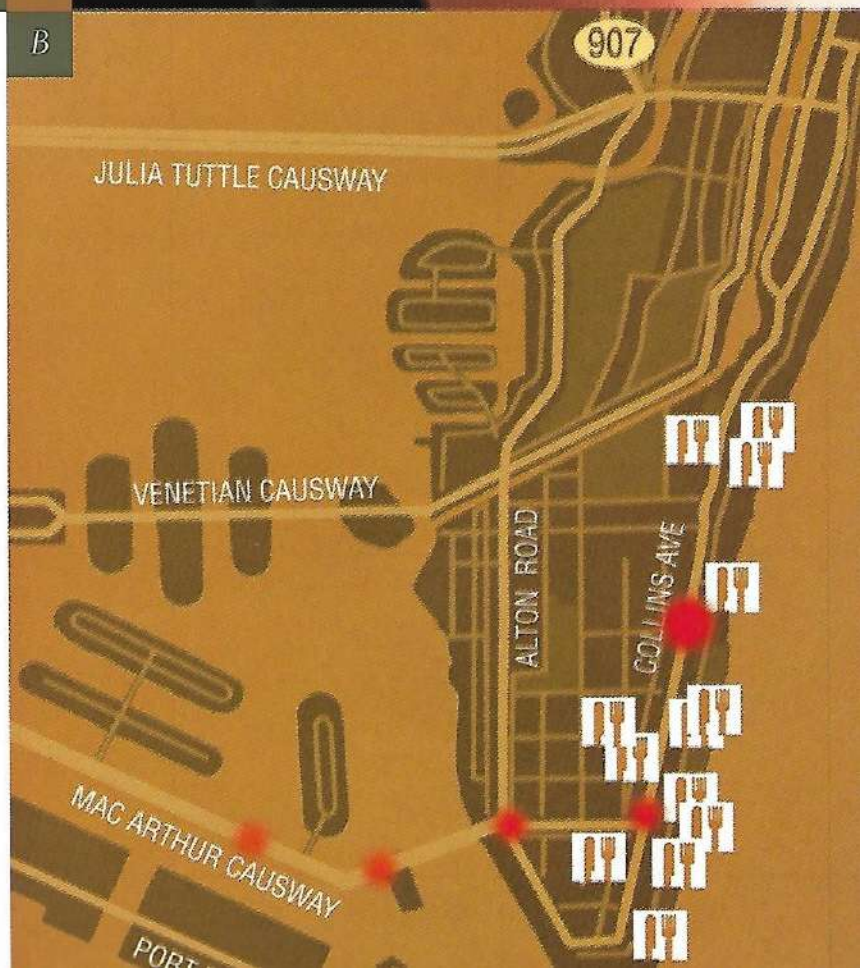 B
907
JULIA TUTTLE CAUSWAY
VENETIAN CAUSWAY
ALTON ROAD
COLLINS AVE
MAC ARTHUR CAUSWAY
PORT